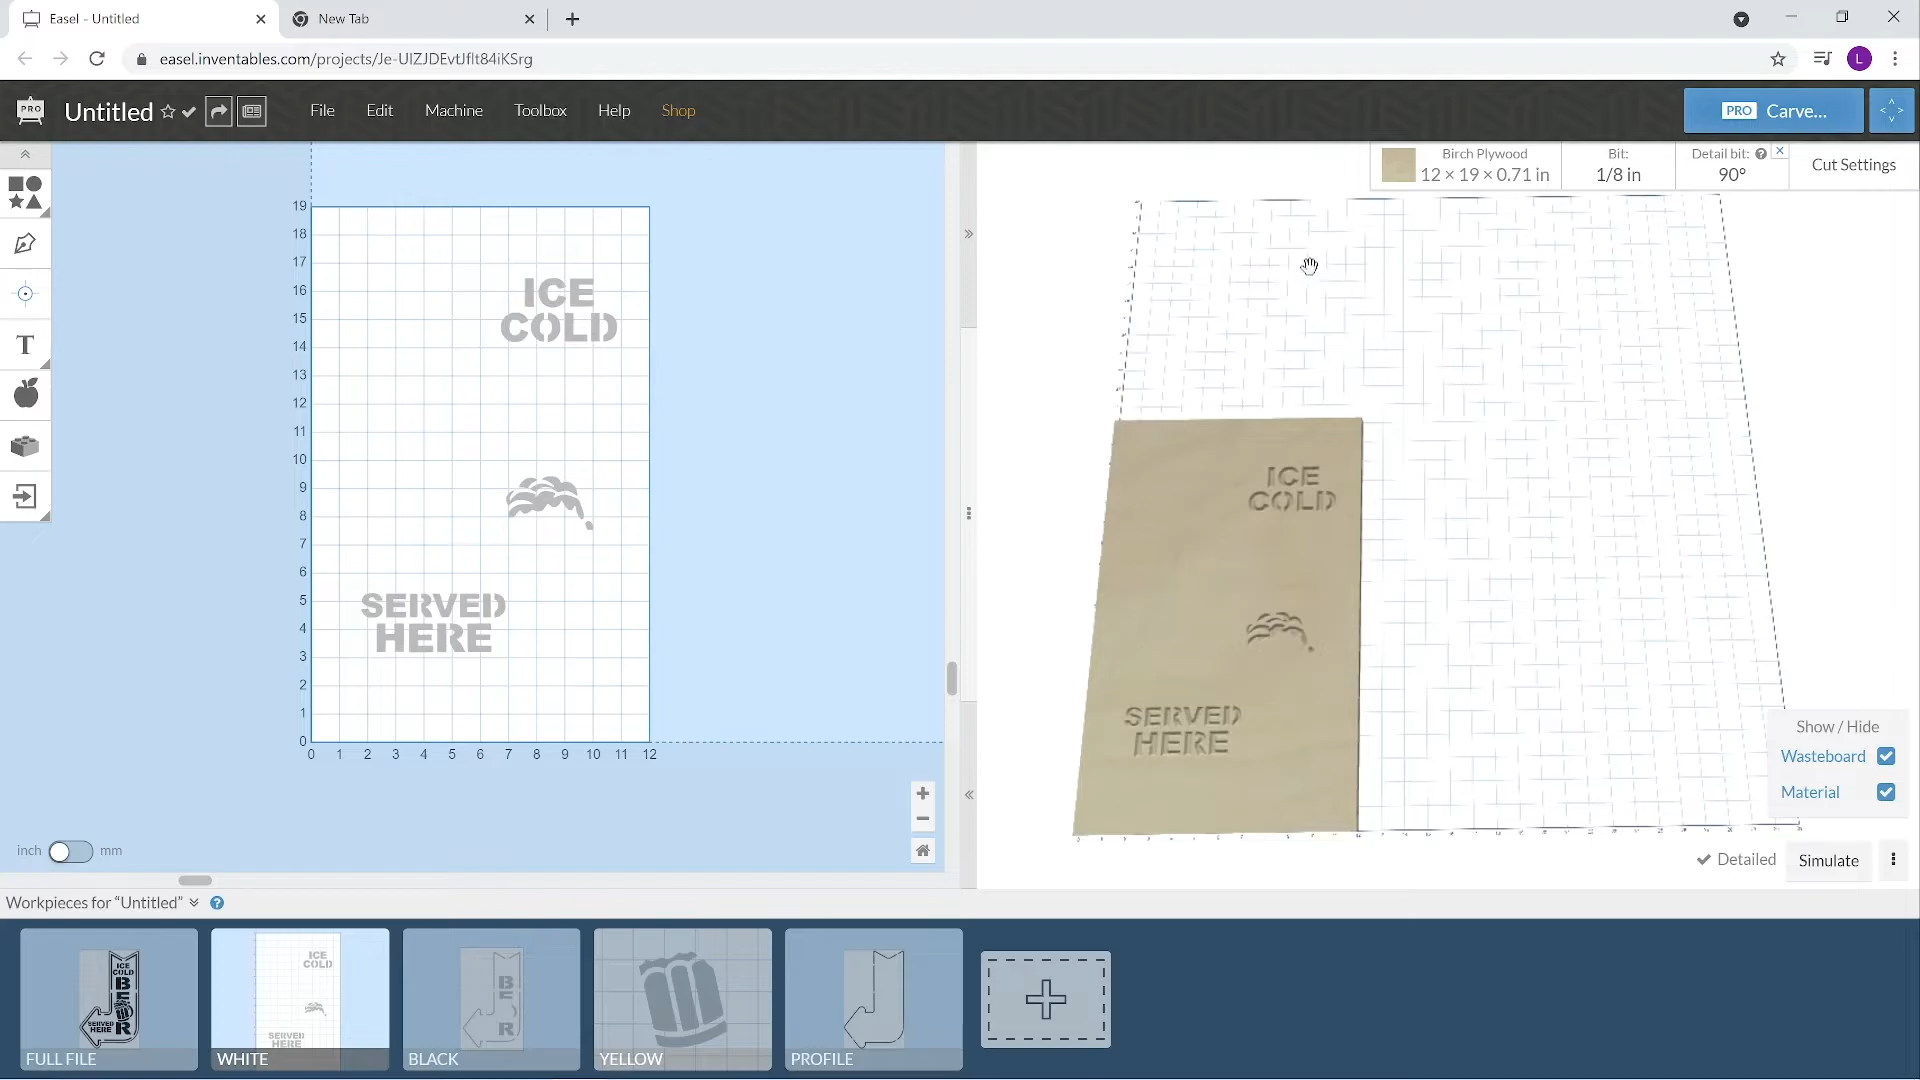 Easel - Untitled
New Tab
easel.inventables.com/projects/Je-UIZJDEvtJflt84iKSrg
L
PRO
Untitled
File
Edit
Machine
Toolbox
Help
Shop
PRO Carve...
Birch Plywood
12 × 19 × 0.71 in
Bit:
1/8 in
Detail bit:
90°
Cut Settings
19
18
17
16
15
14
13
12
11
10
9
8
7
6
5
4
3
2
1
0
0 1 2 3 4 5 6 7 8 9 10 11 12
ICE
COLD
SERVED
HERE
ICE
COLD
SERVED
HERE
T
inch
mm
Show / Hide
Wasteboard
Material
Detailed
Simulate
Workpieces for “Untitled”
ICE
COLD
BEER
SERVED
HERE
FULL FILE
ICE
COLD
SERVED
HERE
WHITE
B
E
R
BLACK
YELLOW
PROFILE